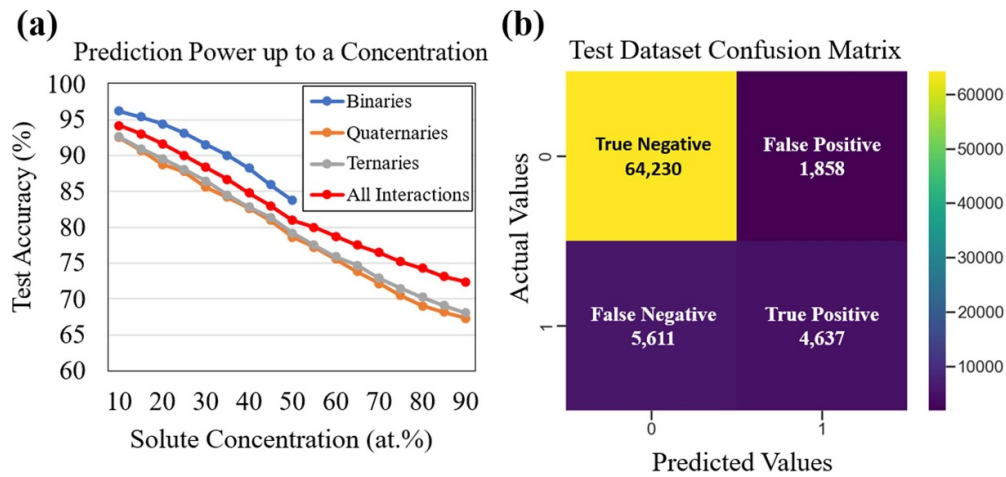 (a)
Prediction Power up to a Concentration
100
95
90
85
80
75
70
65
60
Test Accuracy (%)
Binaries
Quaternaries
Ternaries
All Interactions
10 20 30 40 50 60 70 80 90
Solute Concentration (at.%)
(b)
Test Dataset Confusion Matrix
Actual Values
0
1
True Negative
64,230
False Positive
1,858
False Negative
5,611
True Positive
4,637
0 1
Predicted Values
60000
50000
40000
30000
20000
10000